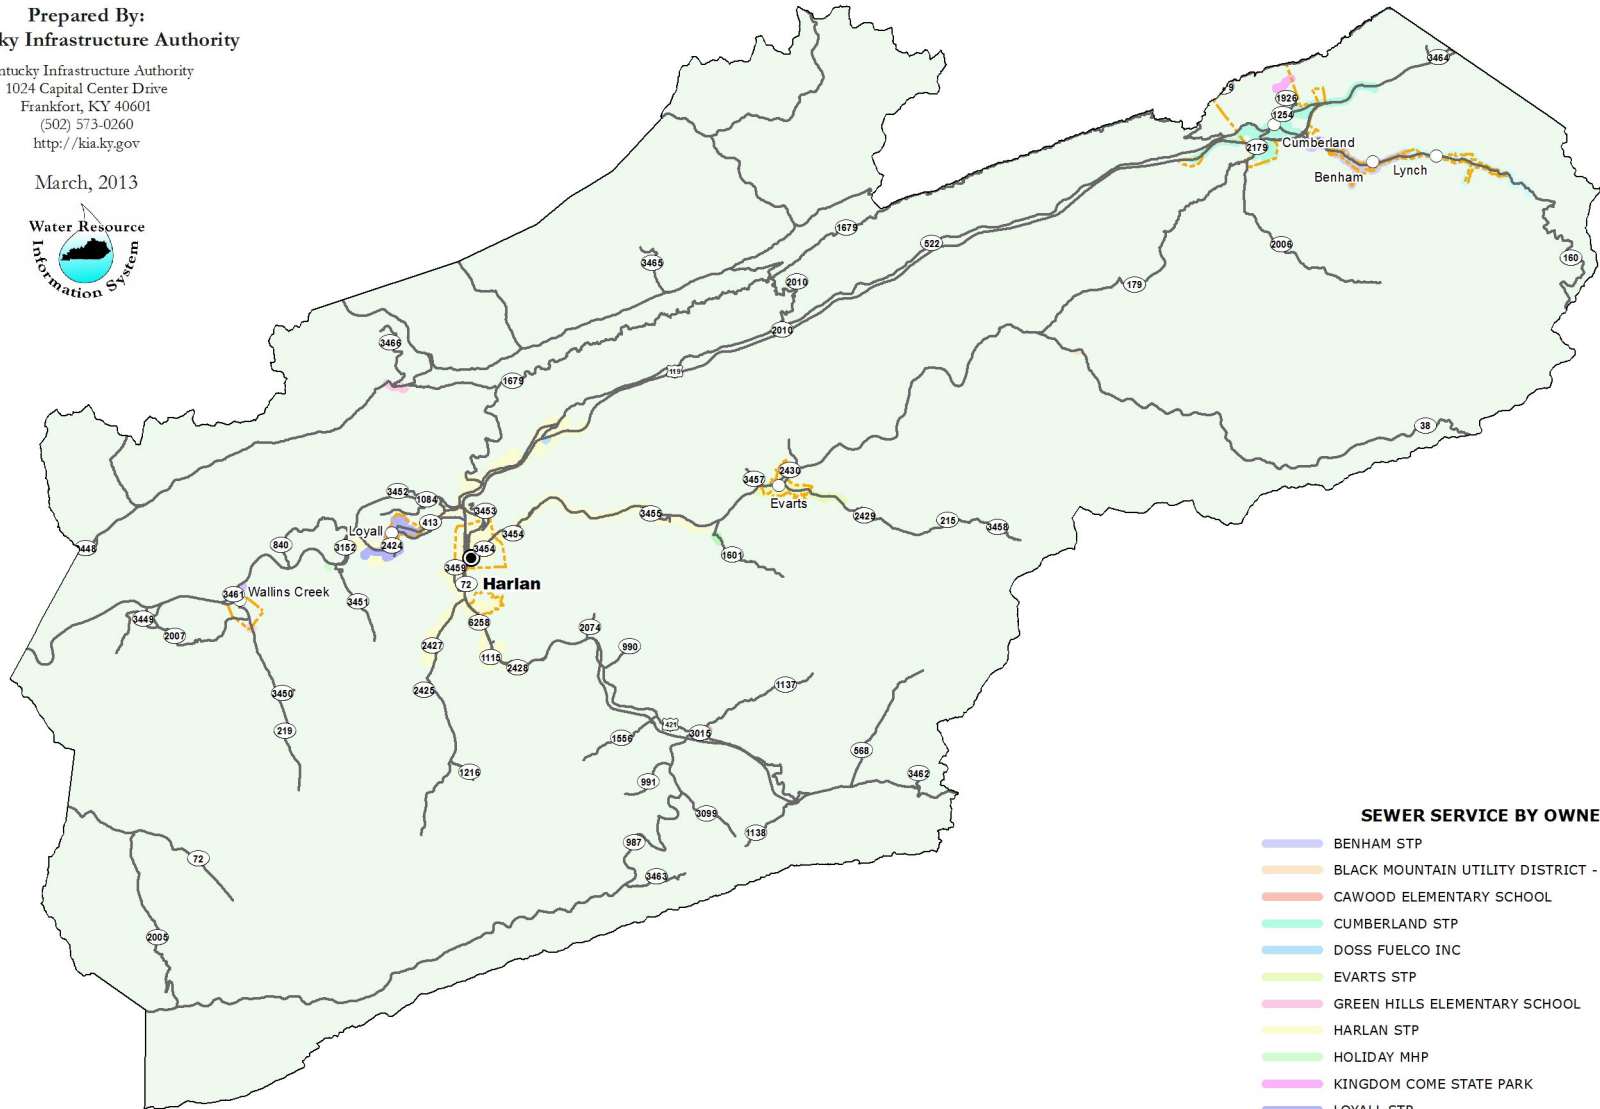 Prepared By:
ky Infrastructure Authority
ntucky Infrastructure Authority
1024 Capital Center Drive
Frankfort, KY 40601
(502) 573-0260
http://kia.ky.gov
March, 2013
Water Resource
Information System
3464
9
1926
1254
2179
Cumberland
Benham
Lynch
1679
522
2006
160
3465
2010
179
2010
3466
119
1679
38
3457
2430
Evarts
3452
1084
3453
413
3455
2429
215
3458
Loyall
3454
448
840
3152
2424
3454
1601
3459
72
Harlan
3461
Wallins Creek
3451
3449
2007
6258
2074
2427
990
1115
2428
2425
1137
3450
421
219
1556
3015
568
1216
991
3462
3099
1138
987
72
3463
2005
SEWER SERVICE BY OWNE
BENHAM STP
BLACK MOUNTAIN UTILITY DISTRICT -
CAWOOD ELEMENTARY SCHOOL
CUMBERLAND STP
DOSS FUELCO INC
EVARTS STP
GREEN HILLS ELEMENTARY SCHOOL
HARLAN STP
HOLIDAY MHP
KINGDOM COME STATE PARK
LOYALL STP